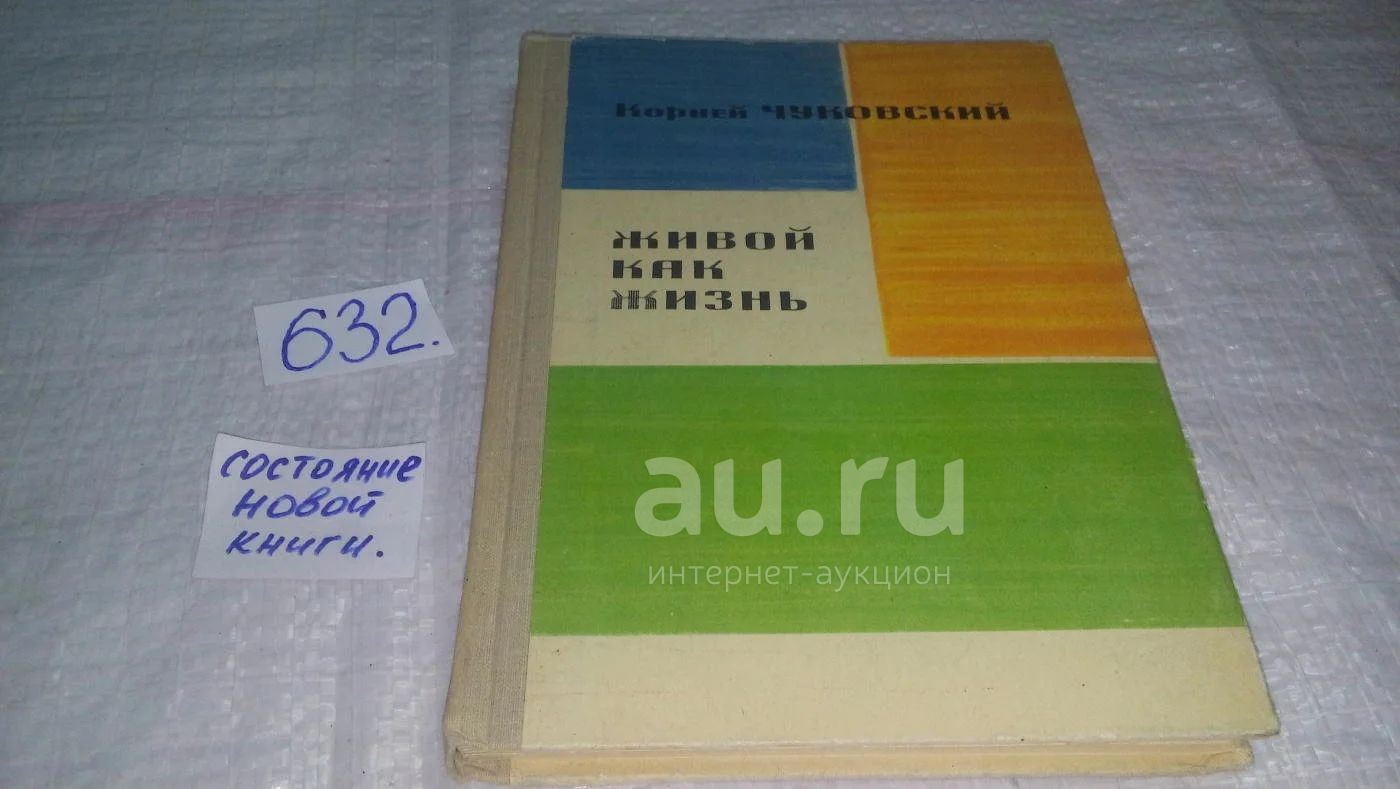 Корней ЧУКОВСКИЙ
ЖИВОЙ
КАК
ЖИЗНЬ
632.
состояние
новой
книги.
au.ru
интернет-аукцион